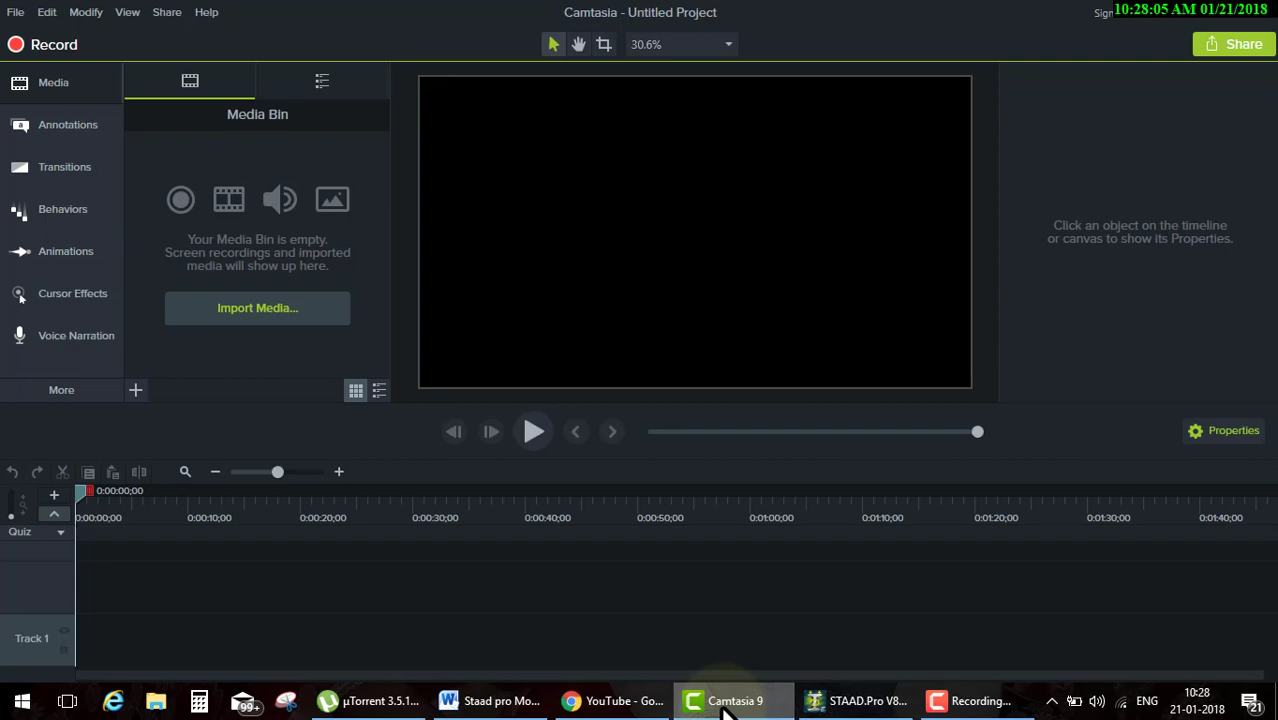 File Edit Modify View Share Help
Camtasia - Untitled Project
Sign
10:28:05 AM 01/21/2018
Record
30.6%
Share
Media
Annotations
Transitions
Behaviors
Animations
Cursor Effects
Voice Narration
More
Media Bin
Your Media Bin is empty.
Screen recordings and imported
media will show up here.
Import Media...
Click an object on the timeline
or canvas to show its Properties.
Properties
0:00:00;00
0:00:00;00 0:00:10;00 0:00:20;00 0:00:30;00 0:00:40;00 0:00:50;00 0:01:00;00 0:01:10;00 0:01:20;00 0:01:30;00 0:01:40;00
Quiz
Track 1
99+
µTorrent 3.5.1...
Staad pro Mo...
YouTube - Go...
Camtasia 9
STAAD.Pro V8...
Recording...
ENG
10:28
21-01-2018
21